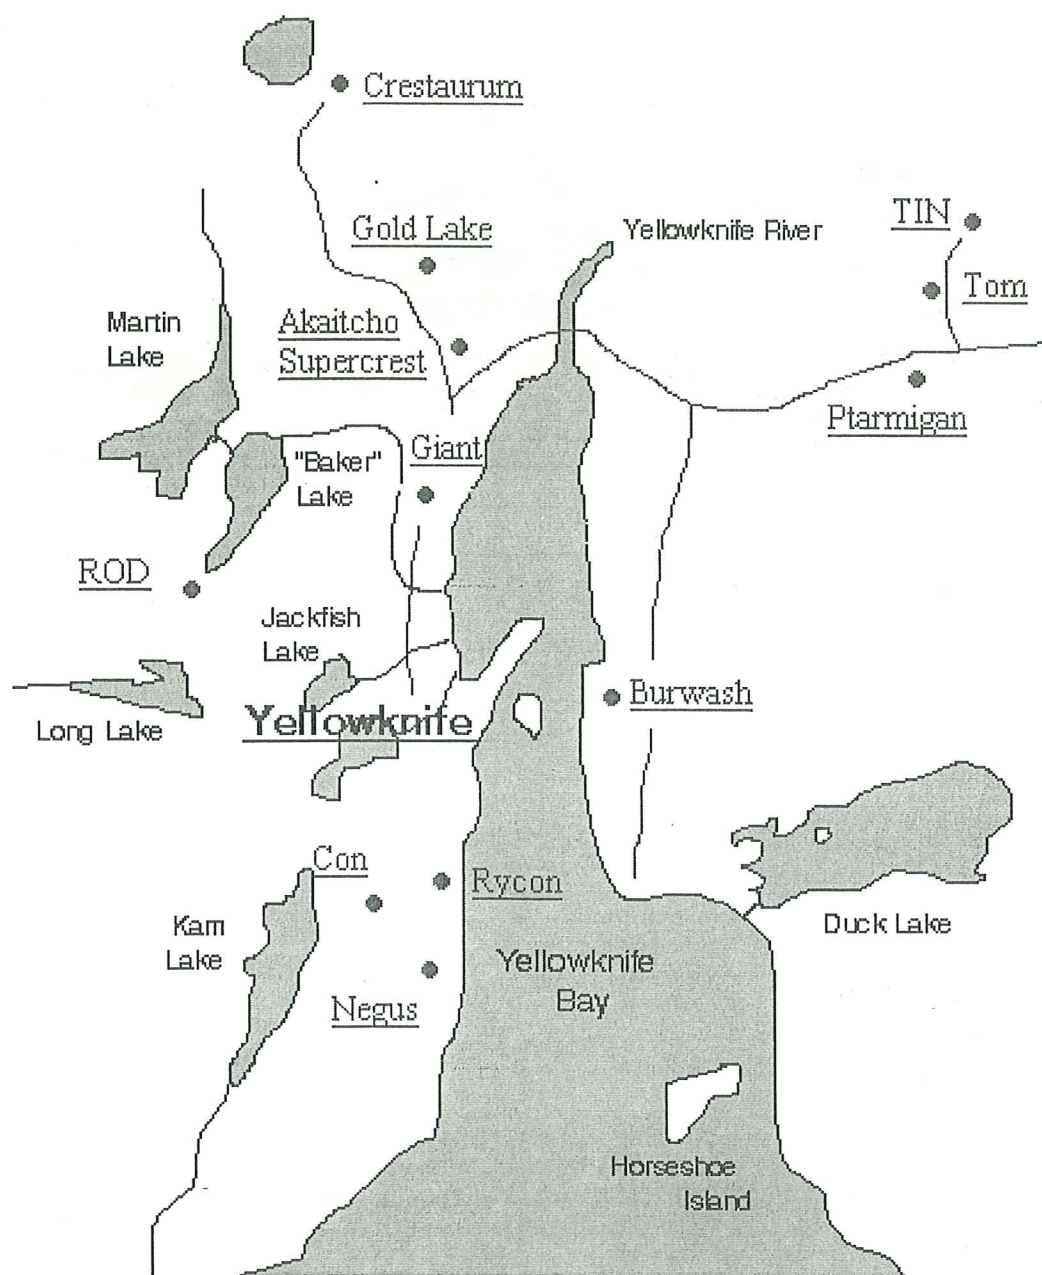 Crestaurum
TIN
Gold Lake
Yellowknife River
Tom
Martin
Lake
Akaitcho
Supercrest
Ptarmigan
Giant
"Baker"
Lake
ROD
Jackfish
Lake
Long Lake
Yellowknife
Burwash
Con
Rycon
Duck Lake
Kam
Lake
Yellowknife
Bay
Negus
Horseshoe
Island